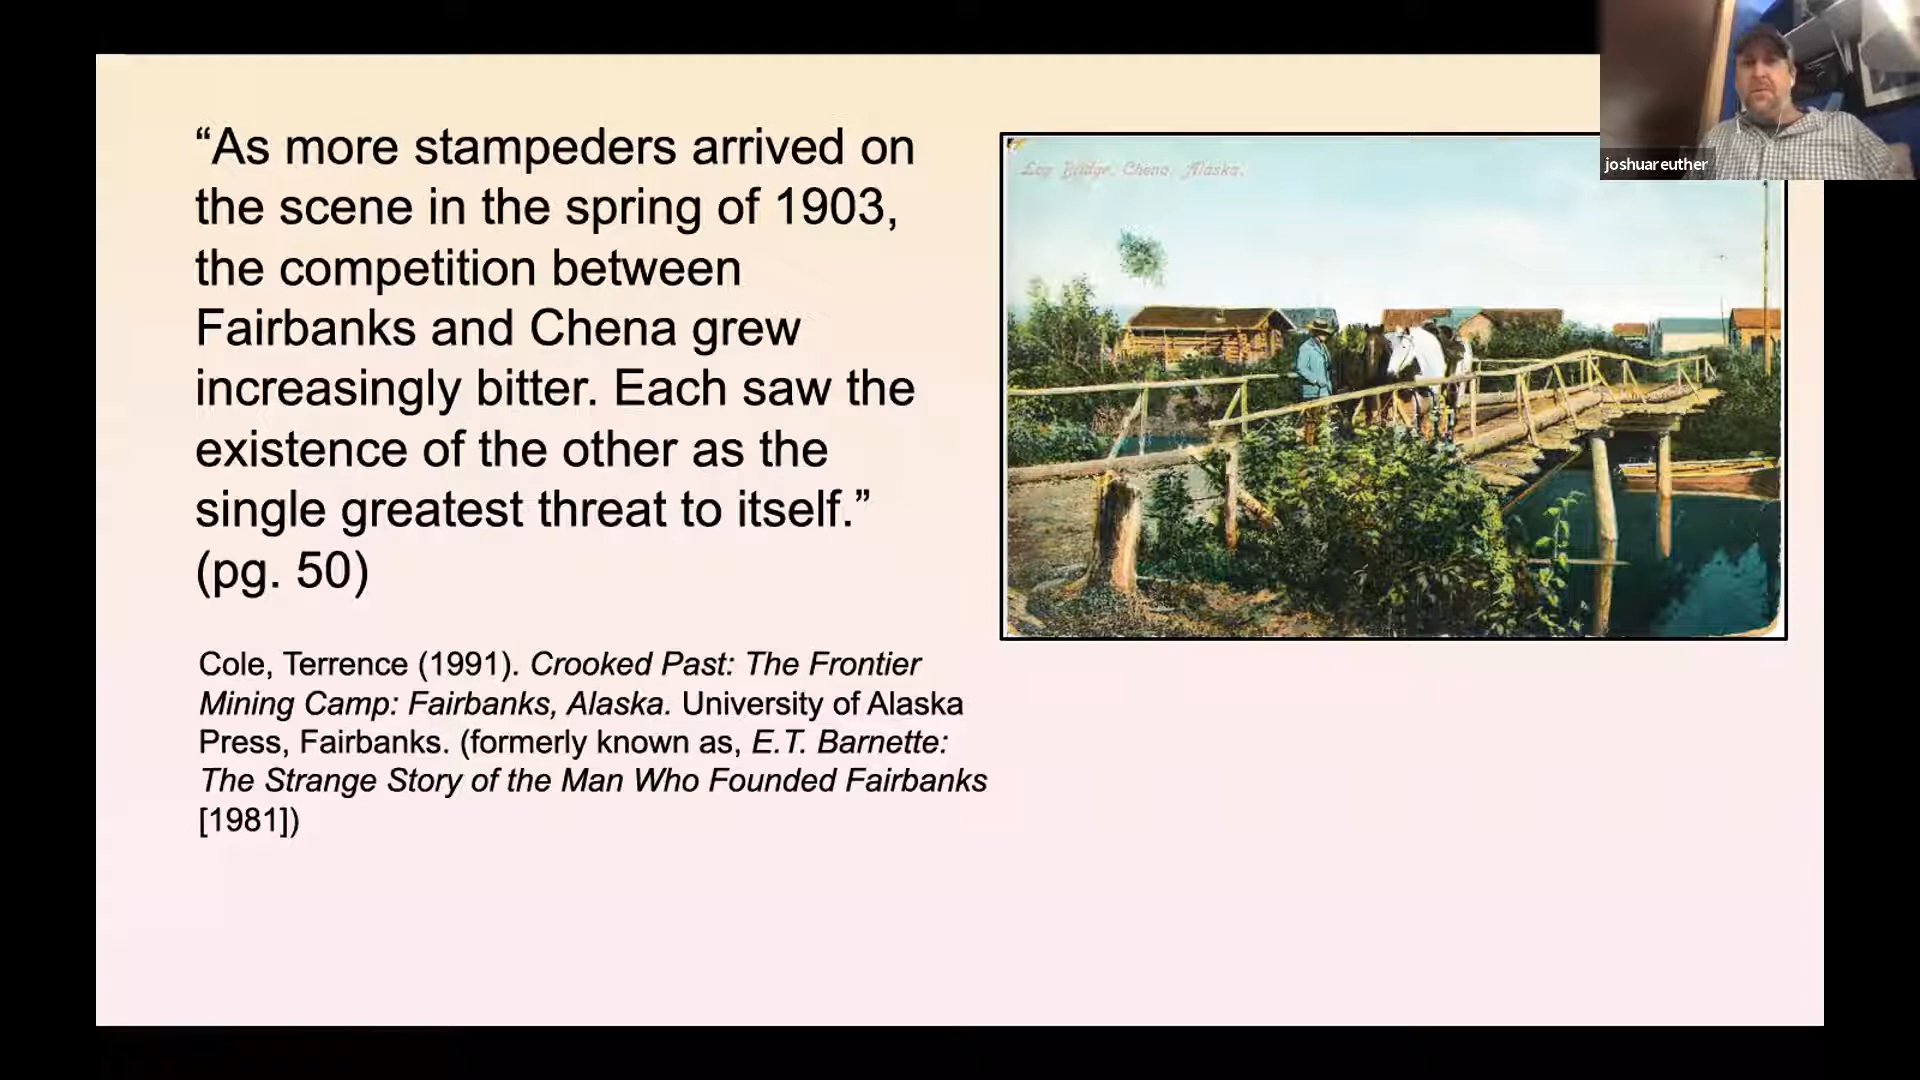 “As more stampeders arrived on
the scene in the spring of 1903,
the competition between
Fairbanks and Chena grew
increasingly bitter. Each saw the
existence of the other as the
single greatest threat to itself.”
(pg. 50)
Cole, Terrence (1991). Crooked Past: The Frontier
Mining Camp: Fairbanks, Alaska. University of Alaska
Press, Fairbanks. (formerly known as, E.T. Barnette:
The Strange Story of the Man Who Founded Fairbanks
[1981])
Log Bridge, Chena, Alaska.
joshuareuther